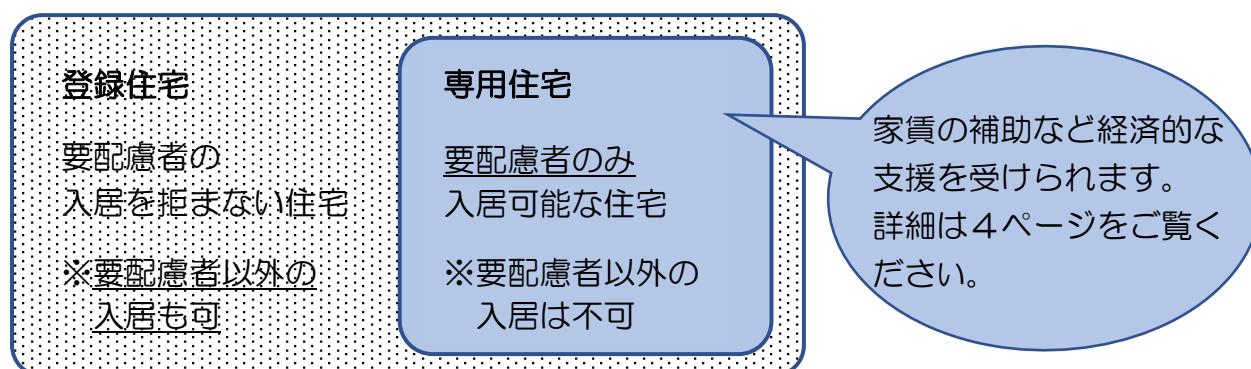 登録住宅
要配慮者の
入居を拒まない住宅
※要配慮者以外の
入居も可
専用住宅
要配慮者のみ
入居可能な住宅
※要配慮者以外の
入居は不可
家賃の補助など経済的な
支援を受けられます。
詳細は４ページをご覧く
ださい。